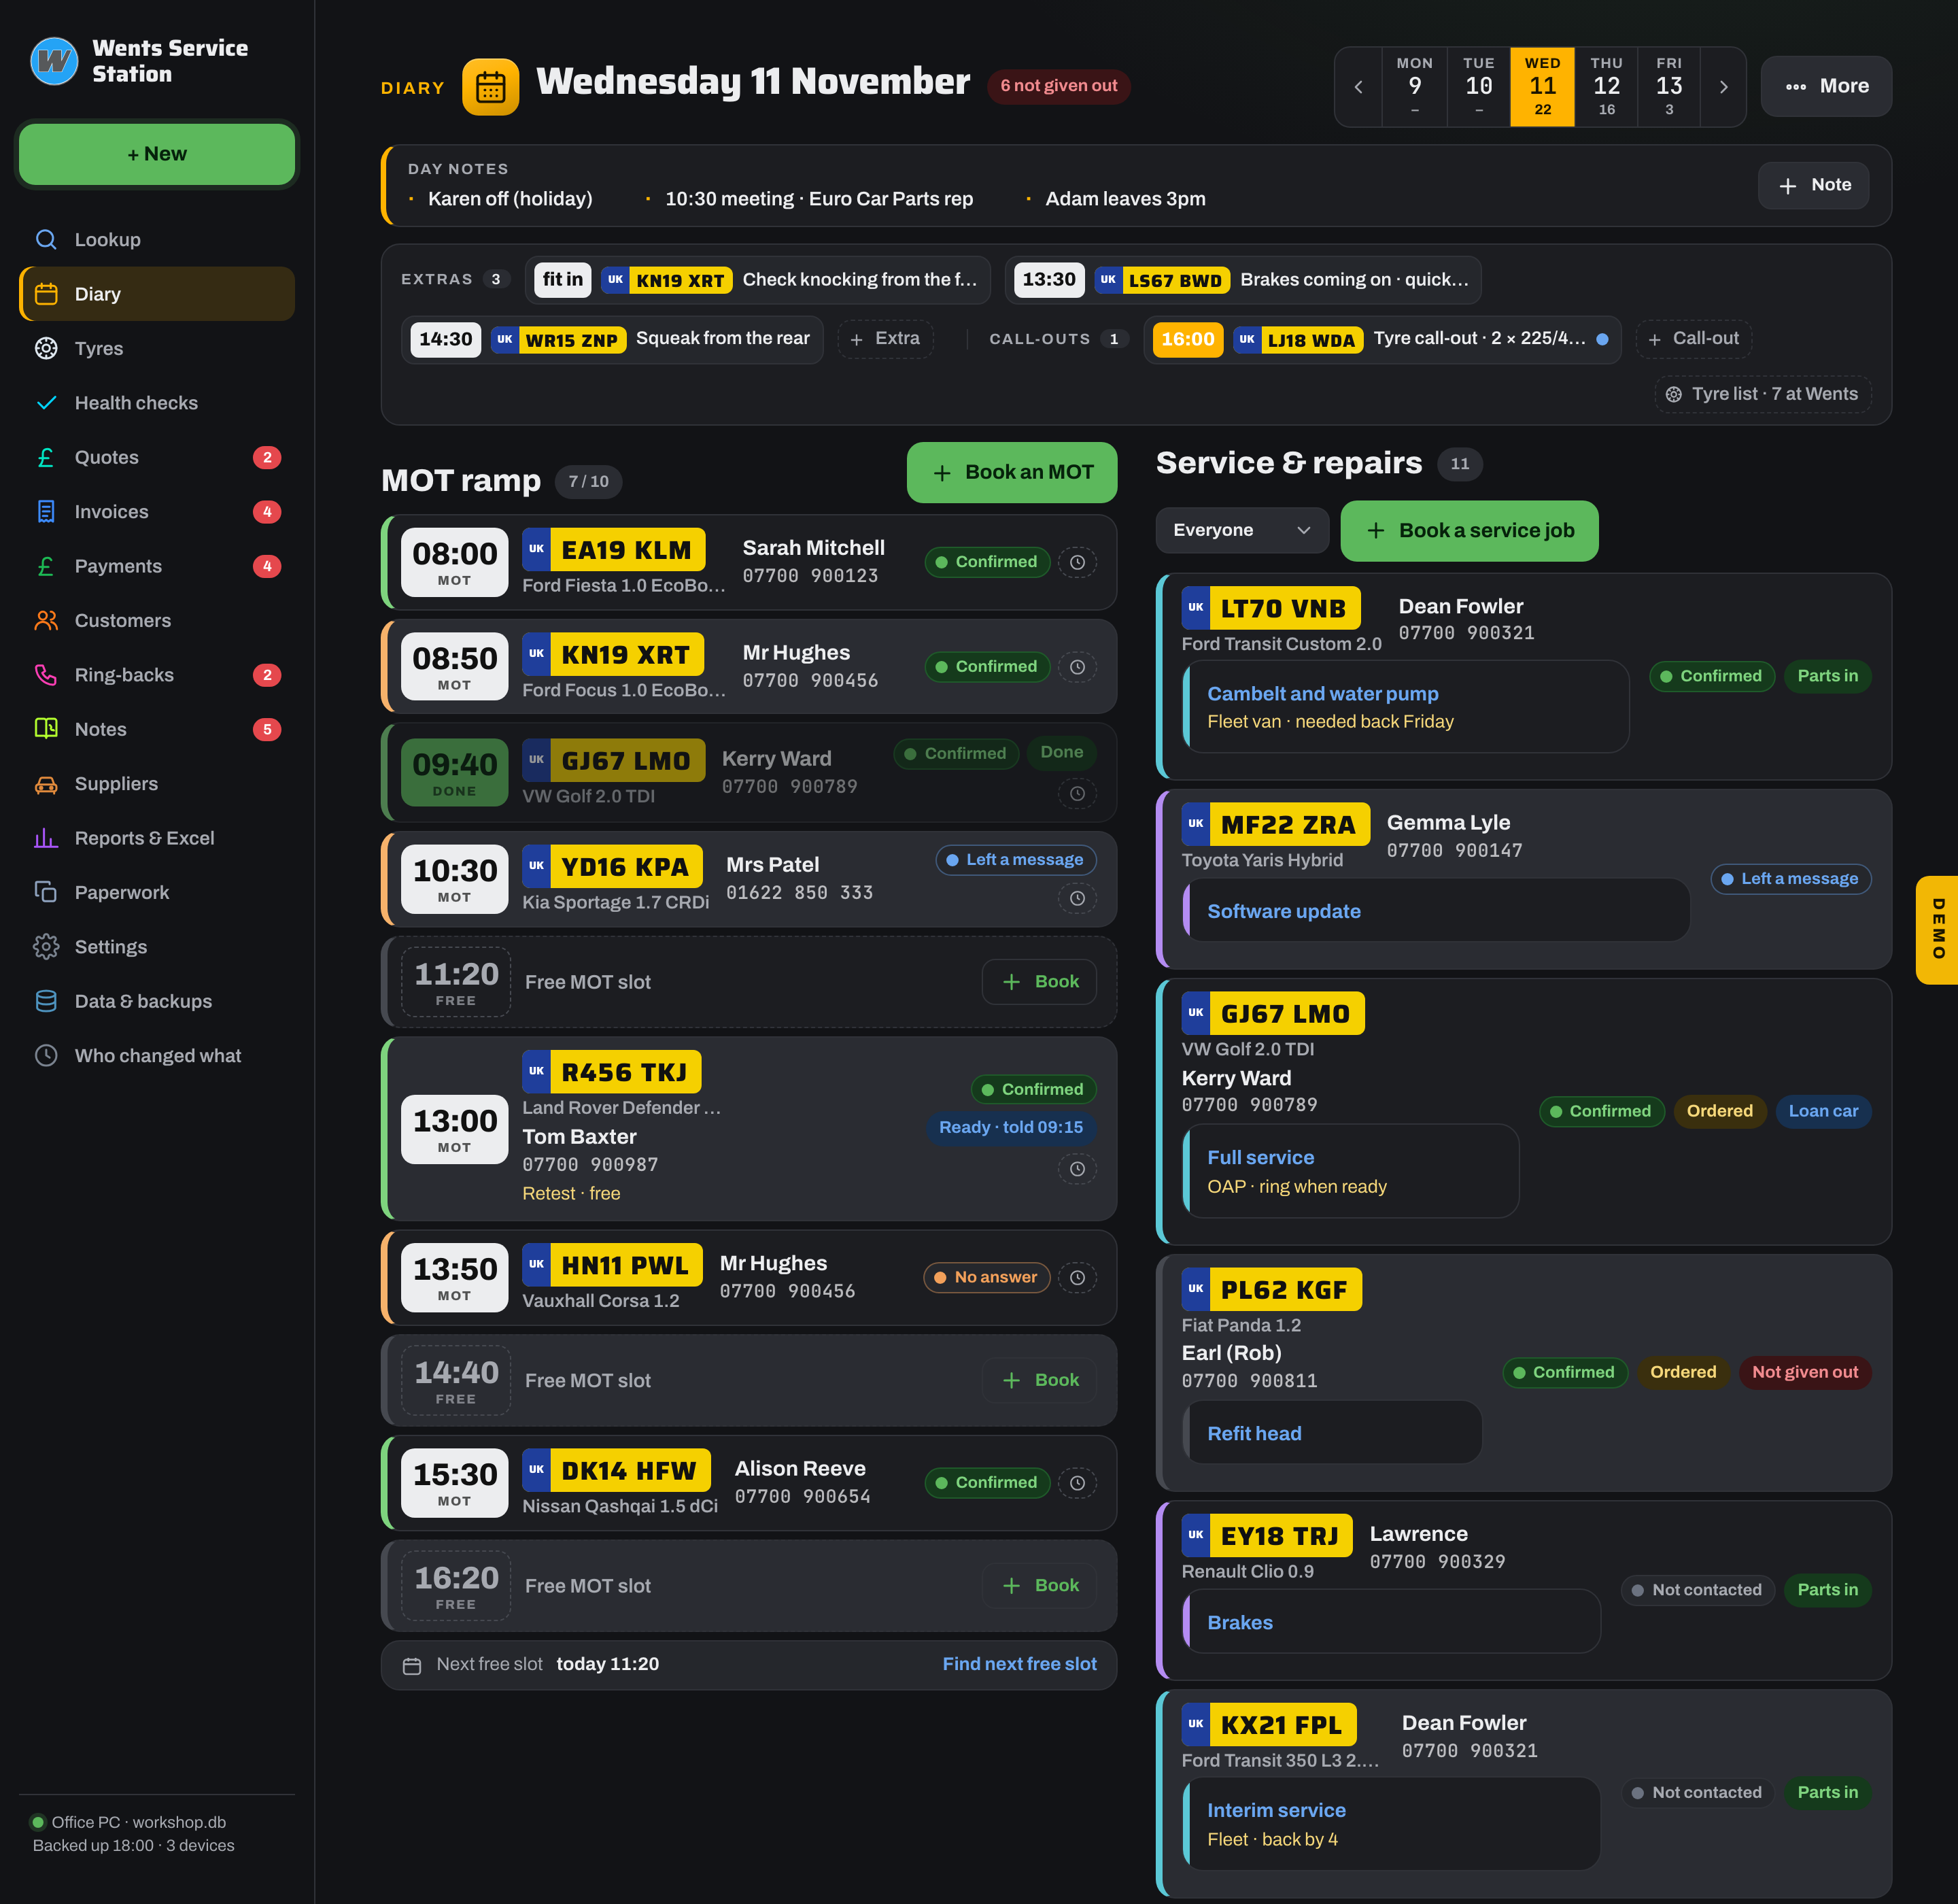 Wents Service
Station
+ New
Lookup
Diary
Tyres
Health checks
Quotes 2
Invoices 4
Payments 4
Customers
Ring-backs 2
Notes 5
Suppliers
Reports & Excel
Paperwork
Settings
Data & backups
Who changed what
Office PC · workshop.db
Backed up 18:00 · 3 devices
DIARY
Wednesday 11 November
6 not given out
MON 9 –
TUE 10 –
WED 11 22
THU 12 16
FRI 13 3
More
DAY NOTES
· Karen off (holiday) · 10:30 meeting · Euro Car Parts rep · Adam leaves 3pm
+ Note
EXTRAS 3
fit in UK KN19 XRT Check knocking from the f…
13:30 UK LS67 BWD Brakes coming on · quick…
14:30 UK WR15 ZNP Squeak from the rear
+ Extra
CALL-OUTS 1
16:00 UK LJ18 WDA Tyre call-out · 2 × 225/4…
+ Call-out
Tyre list · 7 at Wents
MOT ramp 7 / 10
+ Book an MOT
08:00 MOT
UK EA19 KLM
Ford Fiesta 1.0 EcoBo…
Sarah Mitchell
07700 900123
Confirmed
08:50 MOT
UK KN19 XRT
Ford Focus 1.0 EcoBo…
Mr Hughes
07700 900456
Confirmed
09:40 DONE
UK GJ67 LMO
VW Golf 2.0 TDI
Kerry Ward
07700 900789
Confirmed Done
10:30 MOT
UK YD16 KPA
Kia Sportage 1.7 CRDi
Mrs Patel
01622 850 333
Left a message
11:20 FREE
Free MOT slot
+ Book
13:00 MOT
UK R456 TKJ
Land Rover Defender …
Tom Baxter
07700 900987
Retest · free
Confirmed
Ready · told 09:15
13:50 MOT
UK HN11 PWL
Vauxhall Corsa 1.2
Mr Hughes
07700 900456
No answer
14:40 FREE
Free MOT slot
+ Book
15:30 MOT
UK DK14 HFW
Nissan Qashqai 1.5 dCi
Alison Reeve
07700 900654
Confirmed
16:20 FREE
Free MOT slot
+ Book
Next free slot today 11:20
Find next free slot
Service & repairs 11
Everyone
+ Book a service job
UK LT70 VNB
Ford Transit Custom 2.0
Dean Fowler
07700 900321
Cambelt and water pump
Fleet van · needed back Friday
Confirmed Parts in
UK MF22 ZRA
Toyota Yaris Hybrid
Gemma Lyle
07700 900147
Software update
Left a message
UK GJ67 LMO
VW Golf 2.0 TDI
Kerry Ward
07700 900789
Full service
OAP · ring when ready
Confirmed Ordered Loan car
UK PL62 KGF
Fiat Panda 1.2
Earl (Rob)
07700 900811
Refit head
Confirmed Ordered Not given out
UK EY18 TRJ
Renault Clio 0.9
Lawrence
07700 900329
Brakes
Not contacted Parts in
UK KX21 FPL
Ford Transit 350 L3 2.…
Dean Fowler
07700 900321
Interim service
Fleet · back by 4
Not contacted Parts in
DEMO